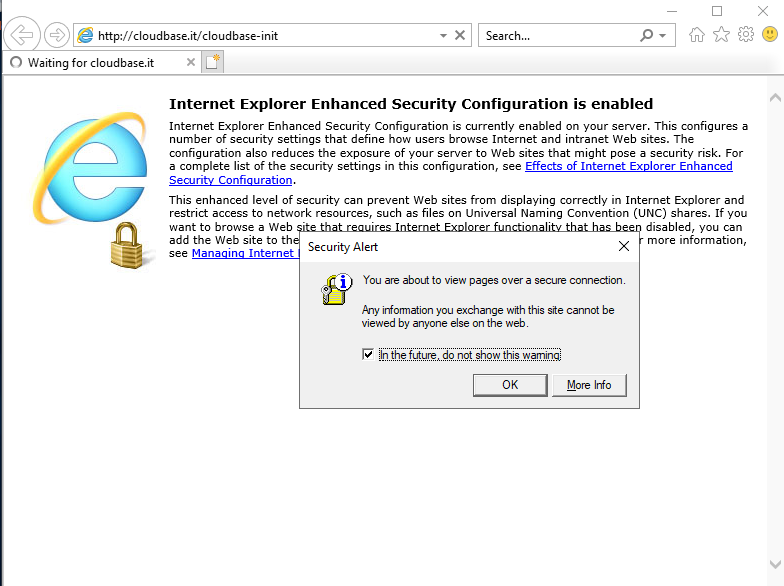 http://cloudbase.it/cloudbase-init
Search...
Waiting for cloudbase.it
Internet Explorer Enhanced Security Configuration is enabled
Internet Explorer Enhanced Security Configuration is currently enabled on your server. This configures a
number of security settings that define how users browse Internet and intranet Web sites. The
configuration also reduces the exposure of your server to Web sites that might pose a security risk. For
a complete list of the security settings in this configuration, see Effects of Internet Explorer Enhanced
Security Configuration.
This enhanced level of security can prevent Web sites from displaying correctly in Internet Explorer and
restrict access to network resources, such as files on Universal Naming Convention (UNC) shares. If you
want to browse a Web site that requires Internet Explorer functionality that has been disabled, you can
add the Web site to the
more information,
see Managing Internet
Security Alert
You are about to view pages over a secure connection.
Any information you exchange with this site cannot be
viewed by anyone else on the web.
In the future, do not show this warning
OK
More Info